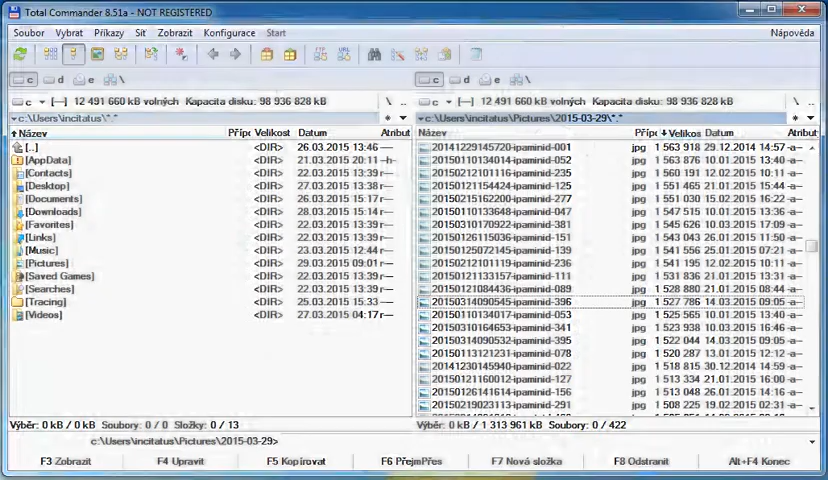 Total Commander 8.51a - NOT REGISTERED
Soubor Vybrat Příkazy Síť Zobrazit Konfigurace Start Nápověda
c d e \
c d e \
c [—] 12 491 660 kB volných Kapacita disku: 98 936 828 kB \ ..
c [—] 12 491 660 kB volných Kapacita disku: 98 936 828 kB \ ..
c:\Users\incitatus\*.*
c:\Users\incitatus\Pictures\2015-03-29\*.*
Název Přípo Velikost Datum Atribut
[..] <DIR> 26.03.2015 13:46 ----
[AppData] <DIR> 21.03.2015 20:11 --h-
[Contacts] <DIR> 22.03.2015 13:39 r---
[Desktop] <DIR> 27.03.2015 13:38 r---
[Documents] <DIR> 26.03.2015 15:17 r---
[Downloads] <DIR> 28.03.2015 15:14 r---
[Favorites] <DIR> 22.03.2015 13:39 r---
[Links] <DIR> 22.03.2015 13:39 r---
[Music] <DIR> 23.03.2015 12:44 r---
[Pictures] <DIR> 29.03.2015 09:01 r---
[Saved Games] <DIR> 22.03.2015 13:39 r---
[Searches] <DIR> 22.03.2015 13:39 r---
[Tracing] <DIR> 25.03.2015 15:33 ----
[Videos] <DIR> 27.03.2015 04:17 r---
Název Přípo Velikos Datum Atribut
20141229145720-ipaminid-001 jpg 1 563 918 29.12.2014 14:57 -a--
20150110134014-ipaminid-052 jpg 1 563 876 10.01.2015 13:40 -a--
20150212101116-ipaminid-235 jpg 1 560 191 12.02.2015 10:11 -a--
20150121154424-ipaminid-125 jpg 1 551 465 21.01.2015 15:44 -a--
20150215162200-ipaminid-277 jpg 1 551 030 15.02.2015 16:22 -a--
20150110133648-ipaminid-047 jpg 1 547 515 10.01.2015 13:36 -a--
20150310170922-ipaminid-381 jpg 1 545 626 10.03.2015 17:09 -a--
20150126115036-ipaminid-151 jpg 1 543 043 26.01.2015 11:50 -a--
20150125072145-ipaminid-139 jpg 1 541 556 25.01.2015 07:21 -a--
20150212101119-ipaminid-236 jpg 1 541 195 12.02.2015 10:11 -a--
20150121133157-ipaminid-111 jpg 1 531 836 21.01.2015 13:31 -a--
20150121084436-ipaminid-089 jpg 1 528 880 21.01.2015 08:44 -a--
20150314090545-ipaminid-396 jpg 1 527 786 14.03.2015 09:05 -a--
20150110134017-ipaminid-053 jpg 1 525 565 10.01.2015 13:40 -a--
20150310164653-ipaminid-341 jpg 1 523 938 10.03.2015 16:46 -a--
20150314090532-ipaminid-395 jpg 1 522 044 14.03.2015 09:05 -a--
20150113121231-ipaminid-078 jpg 1 520 287 13.01.2015 12:12 -a--
20141230145940-ipaminid-022 jpg 1 518 815 30.12.2014 14:59 -a--
20150121160012-ipaminid-127 jpg 1 513 334 21.01.2015 16:00 -a--
20150126141614-ipaminid-156 jpg 1 513 048 26.01.2015 14:16 -a--
20150219023113-ipaminid-291 jpg 1 508 225 19.02.2015 02:31 -a--
Výběr: 0 kB / 0 kB Soubory: 0 / 0 Složky: 0 / 13
Výběr: 0 kB / 1 313 961 kB Soubory: 0 / 422
c:\Users\incitatus\Pictures\2015-03-29>
F3 Zobrazit F4 Upravit F5 Kopírovat F6 PřejmPřes F7 Nová složka F8 Odstranit Alt+F4 Konec